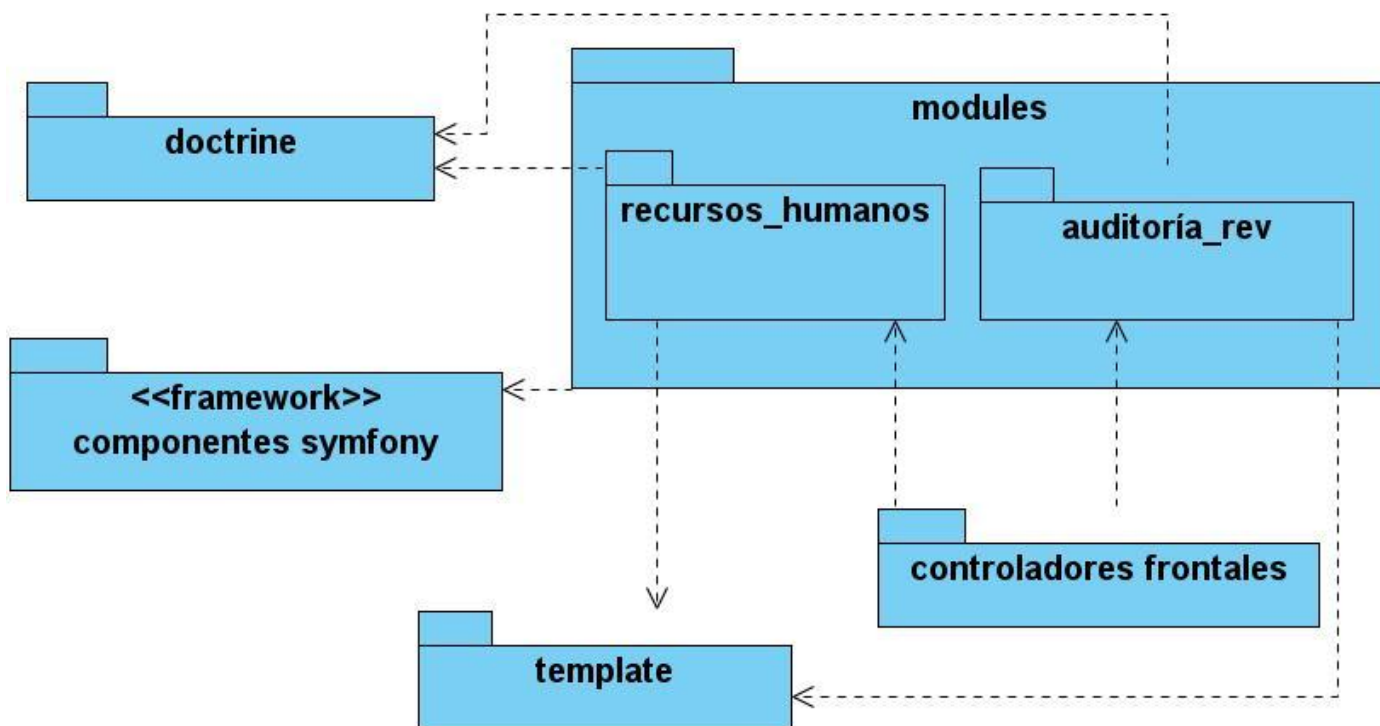 modules
doctrine
recursos_humanos
auditoría_rev
<<framework>>
componentes symfony
controladores frontales
template